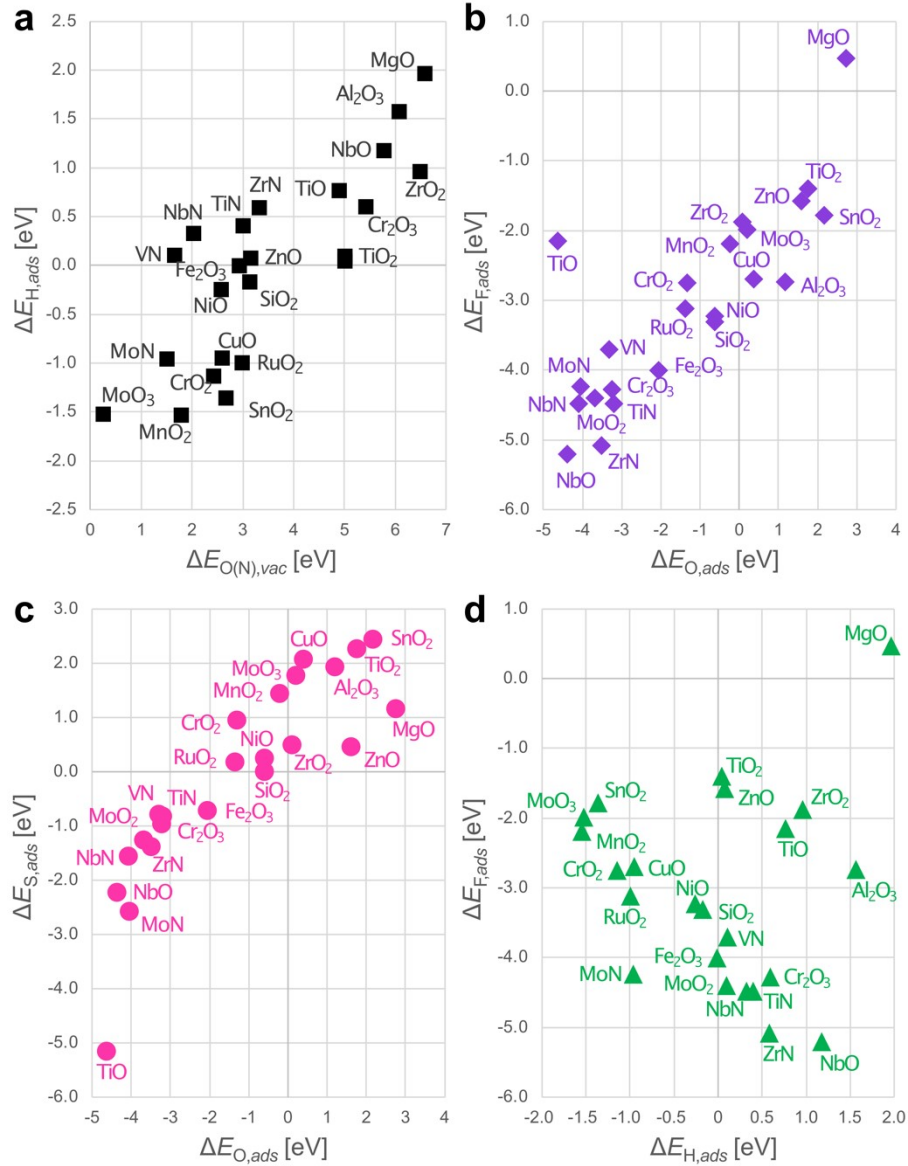 a
ΔE_H,ads [eV]
2.5
2.0
1.5
1.0
0.5
0.0
-0.5
-1.0
-1.5
-2.0
-2.5
MgO
Al₂O₃
NbO
ZrO₂
TiO
Cr₂O₃
ZrN
TiN
NbN
VN
ZnO
TiO₂
Fe₂O₃
NiO
SiO₂
CuO
MoN
RuO₂
CrO₂
MoO₃
SnO₂
MnO₂
0 1 2 3 4 5 6 7
ΔE_O(N),vac [eV]
b
ΔE_F,ads [eV]
1.0
0.0
-1.0
-2.0
-3.0
-4.0
-5.0
-6.0
MgO
TiO₂
ZnO
SnO₂
ZrO₂
MoO₃
MnO₂
TiO
CuO
CrO₂
Al₂O₃
NiO
RuO₂
SiO₂
VN
Fe₂O₃
MoN
Cr₂O₃
NbN
TiN
MoO₂
ZrN
NbO
-5 -4 -3 -2 -1 0 1 2 3 4
ΔE_O,ads [eV]
c
ΔE_S,ads [eV]
3.0
2.0
1.0
0.0
-1.0
-2.0
-3.0
-4.0
-5.0
-6.0
CuO
SnO₂
MoO₃
TiO₂
MnO₂
Al₂O₃
CrO₂
MgO
NiO
RuO₂
ZrO₂
ZnO
SiO₂
VN
TiN
Fe₂O₃
MoO₂
Cr₂O₃
NbN
ZrN
NbO
MoN
TiO
-5 -4 -3 -2 -1 0 1 2 3 4
ΔE_O,ads [eV]
d
ΔE_F,ads [eV]
1.0
0.0
-1.0
-2.0
-3.0
-4.0
-5.0
-6.0
MgO
TiO₂
SnO₂
ZnO
ZrO₂
MoO₃
MnO₂
TiO
CrO₂
CuO
Al₂O₃
NiO
RuO₂
SiO₂
VN
Fe₂O₃
MoN
MoO₂
Cr₂O₃
NbN
TiN
ZrN
NbO
-2.0 -1.5 -1.0 -0.5 0.0 0.5 1.0 1.5 2.0
ΔE_H,ads [eV]